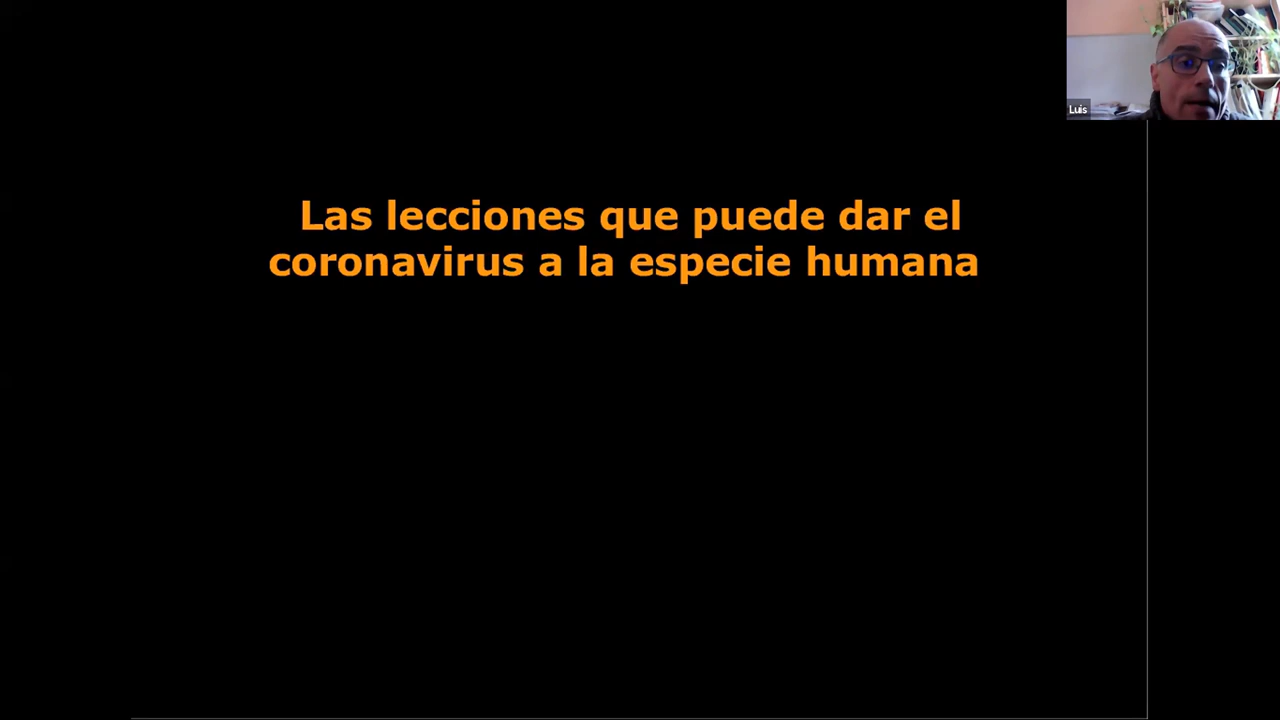 Luis
Las lecciones que puede dar el
coronavirus a la especie humana